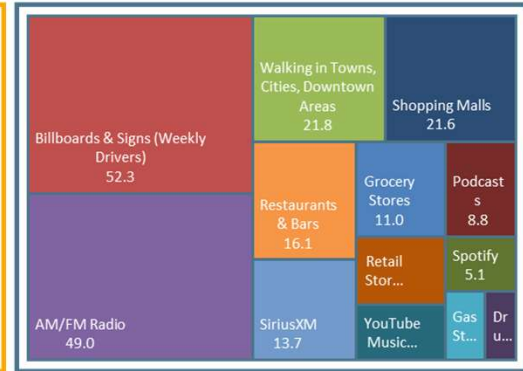 Billboards & Signs (Weekly
Drivers)
52.3
AM/FM Radio
49.0
Walking in Towns,
Cities, Downtown
Areas
21.8
Shopping Malls
21.6
Restaurants
& Bars
16.1
SiriusXM
13.7
Grocery
Stores
11.0
Podcast
s
8.8
Retail
Stor...
Spotify
5.1
YouTube
Music...
Gas
St...
Dr
u...